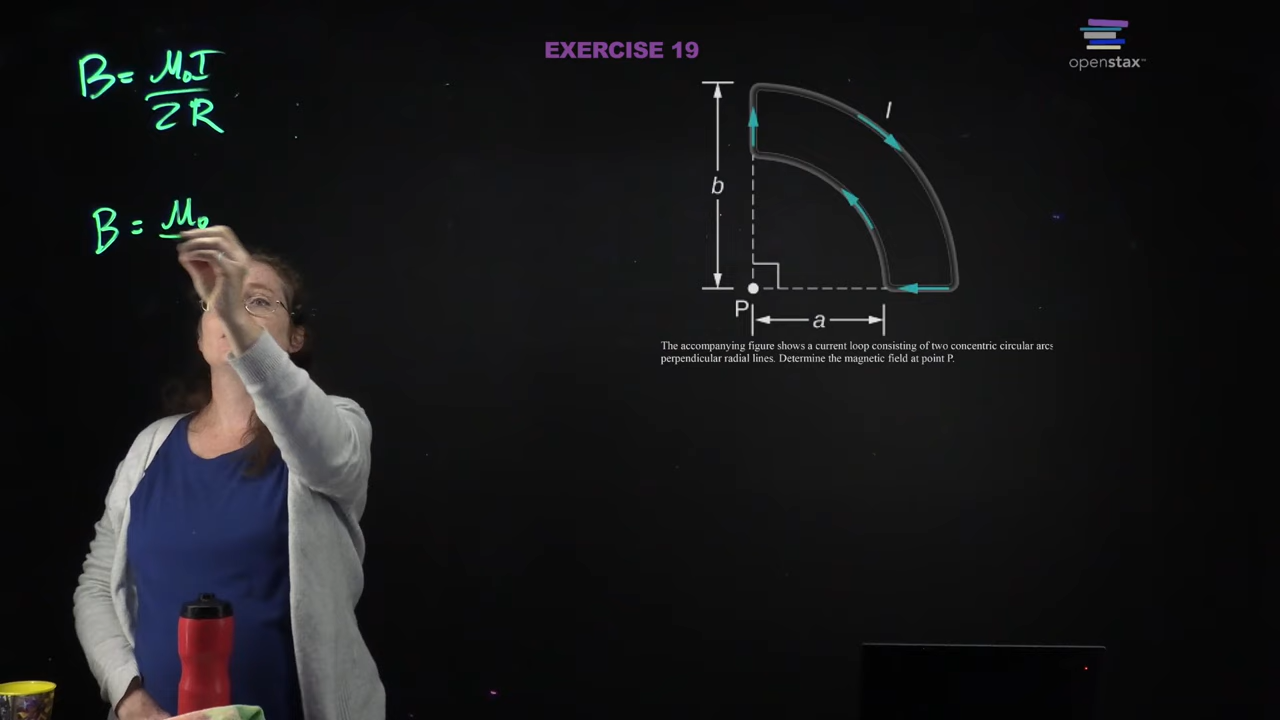 EXERCISE 19
openstax™
B = μ₀I / 2R
B = μ₀
I
b
P
a
The accompanying figure shows a current loop consisting of two concentric circular arcs
perpendicular radial lines. Determine the magnetic field at point P.